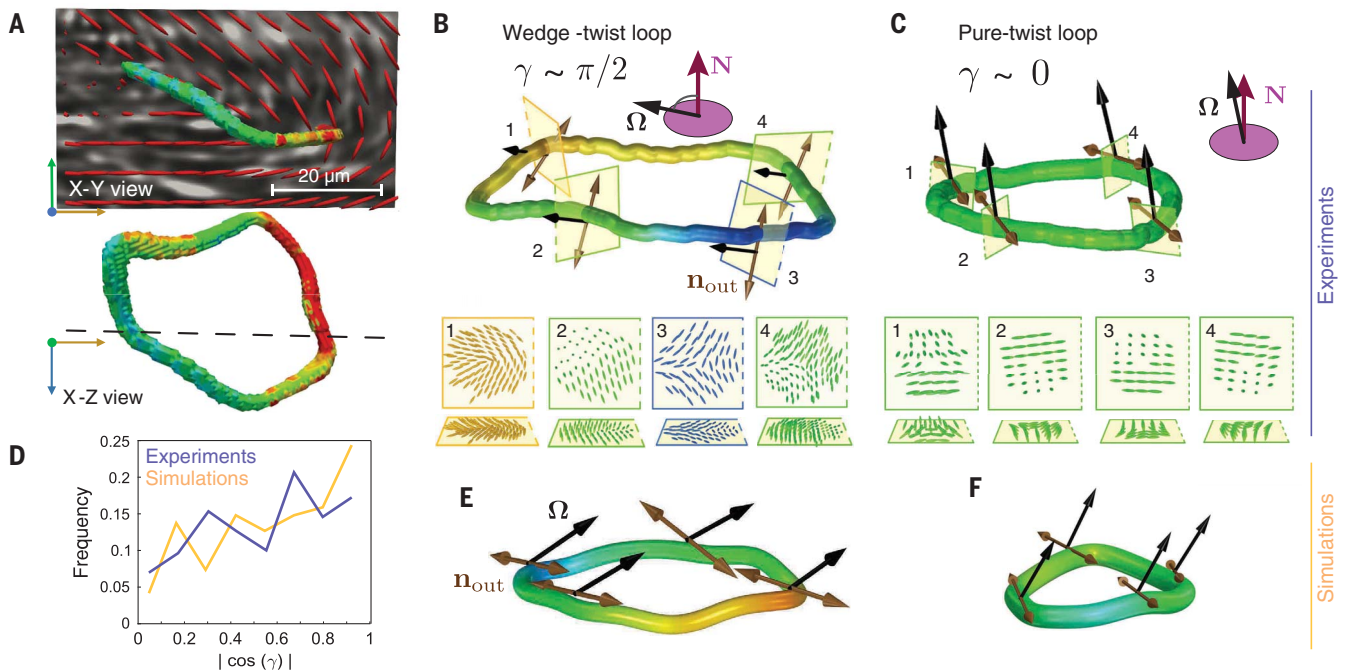 A
X-Y view
20 μm
X-Z view
B
Wedge -twist loop
γ ~ π/2
N
Ω
1
2
3
4
n_out
1
2
3
4
C
Pure-twist loop
γ ~ 0
N
Ω
1
2
3
4
1
2
3
4
Experiments
D
Experiments
Simulations
Frequency
0.25
0.2
0.15
0.1
0.05
0
0
0.2
0.4
0.6
0.8
1
| cos (γ) |
E
Ω
n_out
F
Simulations